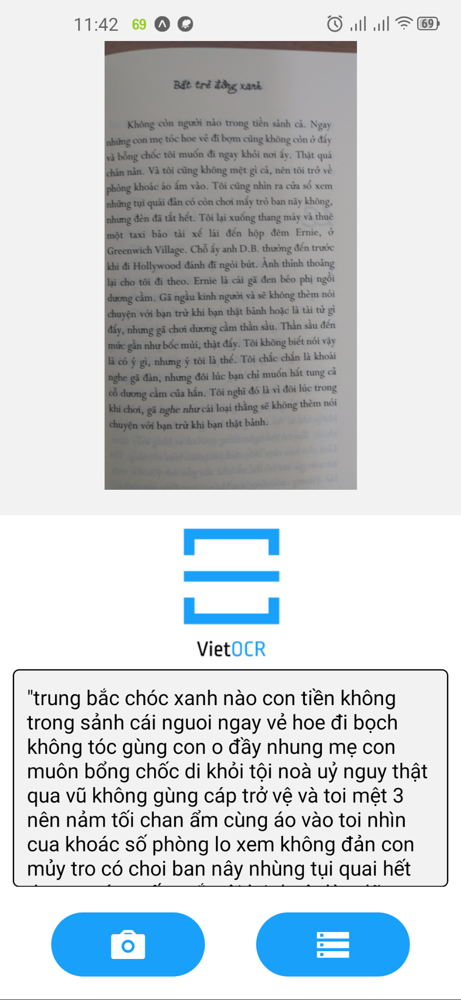 11:42 69 69
Bắt trẻ đồng xanh
Không còn người nào trong tiền sảnh cả. Ngay
những con mẹ tóc hoe vẻ đĩ bợm cũng không còn ở đấy
và bỗng chốc tôi muốn đi ngay khỏi nơi ấy. Thật quá
chán nản. Và tôi cũng không mệt gì cả, nên tôi trở về
phòng khoác áo ấm vào. Tôi cũng nhìn ra cửa sổ xem
những tụi quái đản có còn chơi mấy trò ban nãy không,
nhưng đèn đã tắt hết. Tôi lại xuống thang máy và thuê
một taxi bảo tài xế lái đến hộp đêm Ernie, ở
Greenwich Village. Chỗ ấy anh D.B. thường đến trước
khi đi Hollywood đánh đĩ ngòi bút. Ảnh thỉnh thoảng
lại cho tôi đi theo. Ernie là cái gã đen béo phị ngồi
dương cầm. Gã ngầu kinh người và sẽ không thèm nói
chuyện với bạn trừ khi bạn thật bảnh hoặc là tài tử gì
đấy, nhưng gã chơi dương cầm thần sầu. Thần sầu đến
mức gần như bốc mùi, thật đấy. Tôi không biết nói vậy
là có ý gì, nhưng ý tôi là thế. Tôi chắc chắn là khoái
nghe gã đàn, nhưng đôi lúc bạn chỉ muốn hất tung cả
cỗ dương cầm của hắn. Tôi nghĩ đó là vì đôi lúc trong
khi chơi, gã nghe như cái loại thằng sẽ không thèm nói
chuyện với bạn trừ khi bạn thật bảnh.
VietOCR
"trung bắc chóc xanh nào con tiền không
trong sảnh cái nguoi ngay vẻ hoe đi bọch
không tóc gùng con o đầy nhung mẹ con
muôn bổng chốc di khỏi tội noà uỷ nguy thật
qua vũ không gùng cáp trở vệ và toi mệt 3
nên nảm tối chan ẩm cùng áo vào toi nhìn
cua khoác số phòng lo xem không đản con
mủy tro có choi ban nây nhùng tụi quai hết